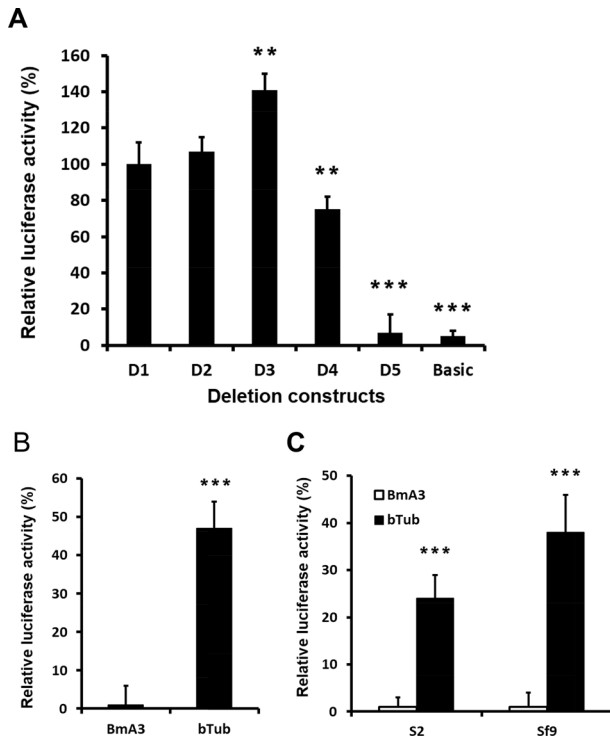 A
Relative luciferase activity (%)
160
140
120
100
80
60
40
20
0
**
**
***
***
D1 D2 D3 D4 D5 Basic
Deletion constructs
B
Relative luciferase activity (%)
60
50
40
30
20
10
0
***
BmA3 bTub
C
Relative luciferase activity (%)
50
40
30
20
10
0
BmA3
bTub
***
***
S2 Sf9